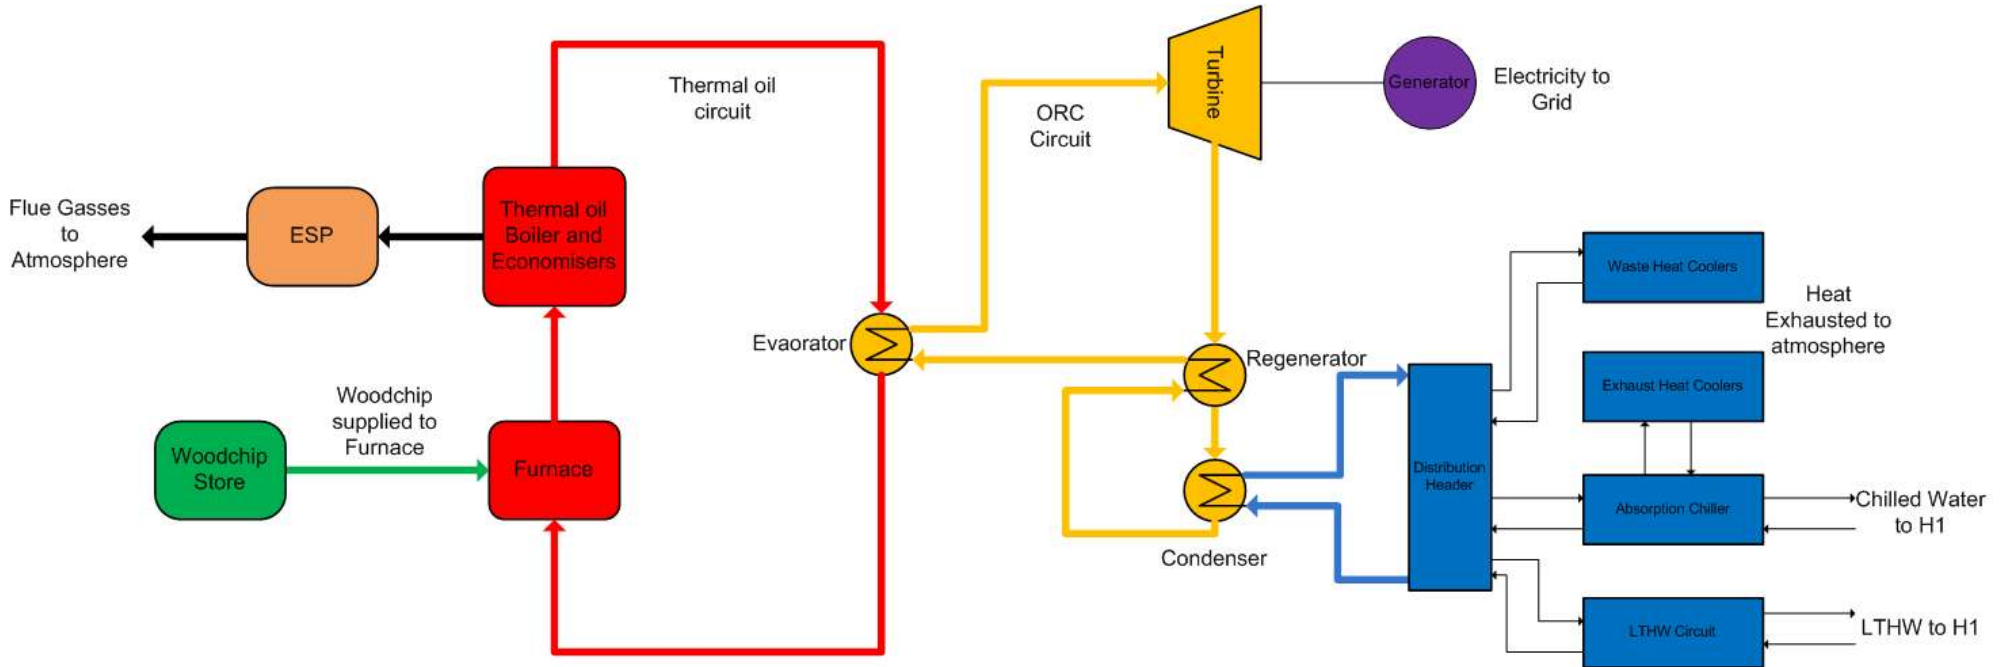 Thermal oil
circuit
Turbine
Generator
Electricity to
Grid
ORC
Circuit
Flue Gasses
to
Atmosphere
ESP
Thermal oil
Boiler and
Economisers
Evaorator
Regenerator
Waste Heat Coolers
Heat
Exhausted to
atmosphere
Exhaust Heat Coolers
Woodchip
supplied to
Furnace
Woodchip
Store
Furnace
Distribution
Header
Condenser
Absorption Chiller
Chilled Water
to H1
LTHW Circuit
LTHW to H1